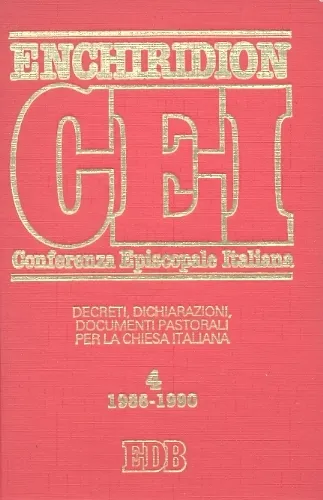 ENCHIRIDION
CEI
Conferenza Episcopale Italiana
DECRETI, DICHIARAZIONI,
DOCUMENTI PASTORALI
PER LA CHIESA ITALIANA
4
1986-1990
EDB